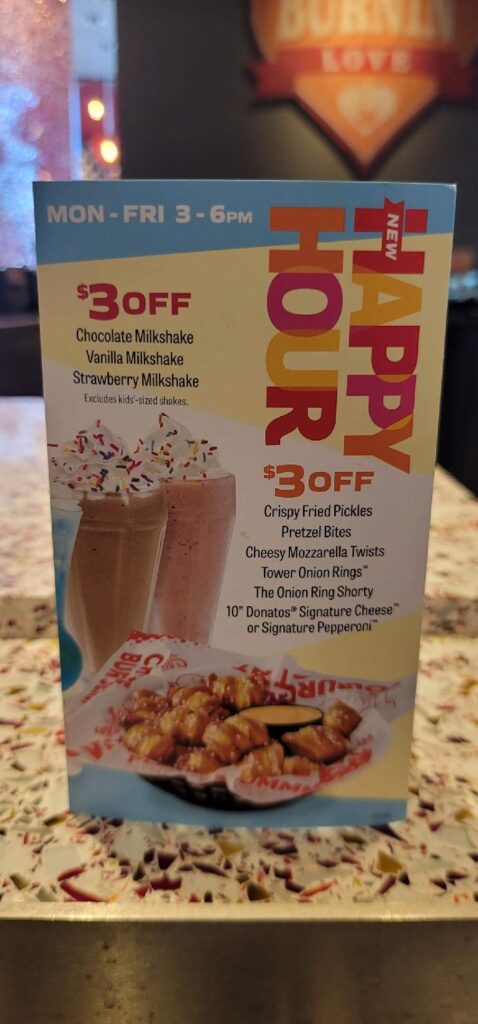 BURNIN
LOVE
MON - FRI 3 - 6PM
NEW
HAPPY
HOUR
$3 OFF
Chocolate Milkshake
Vanilla Milkshake
Strawberry Milkshake
Excludes kids'-sized shakes.
$3 OFF
Crispy Fried Pickles
Pretzel Bites
Cheesy Mozzarella Twists
Tower Onion Rings™
The Onion Ring Shorty
10" Donatos® Signature Cheese™
or Signature Pepperoni™